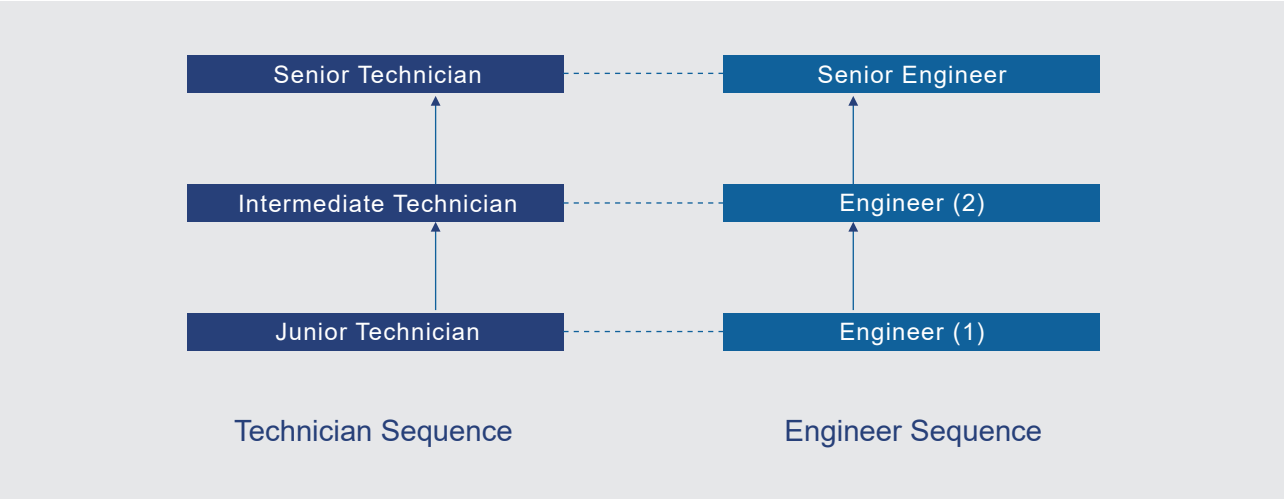 Senior Technician
Senior Engineer
Intermediate Technician
Engineer (2)
Junior Technician
Engineer (1)
Technician Sequence
Engineer Sequence